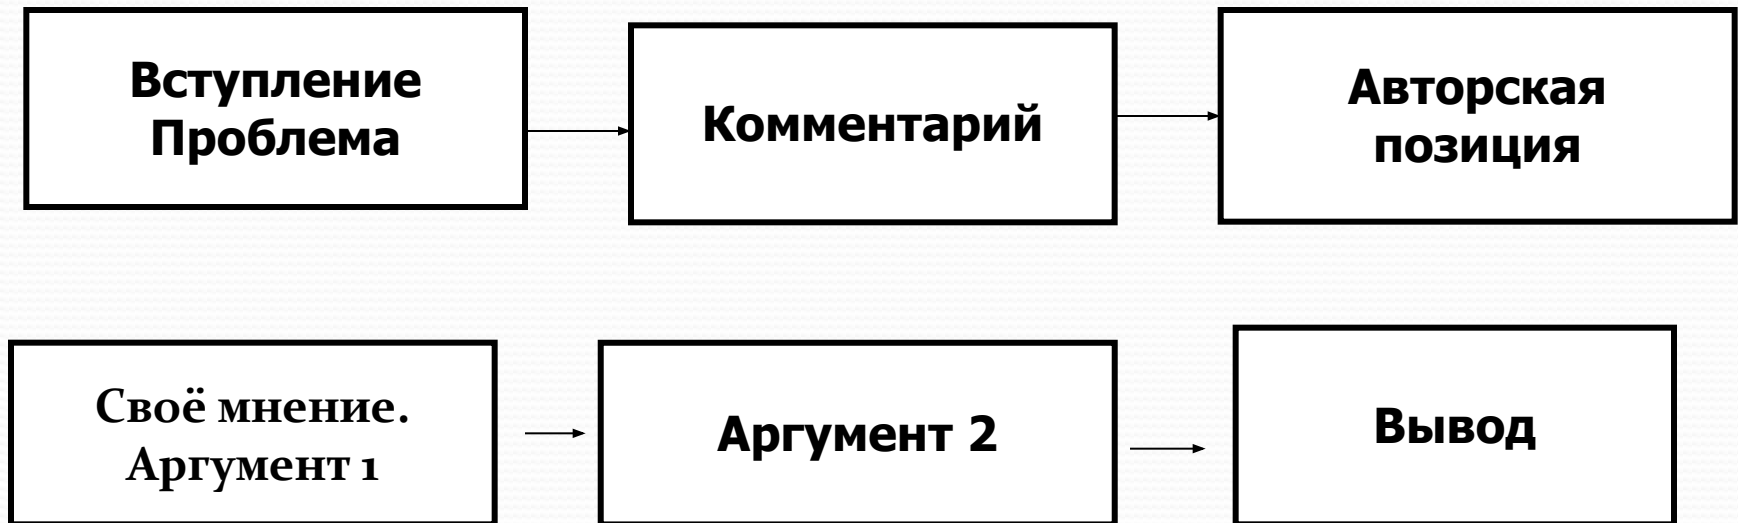 Вступление
Проблема
Комментарий
Авторская
позиция
Своё мнение.
Аргумент 1
Аргумент 2
Вывод